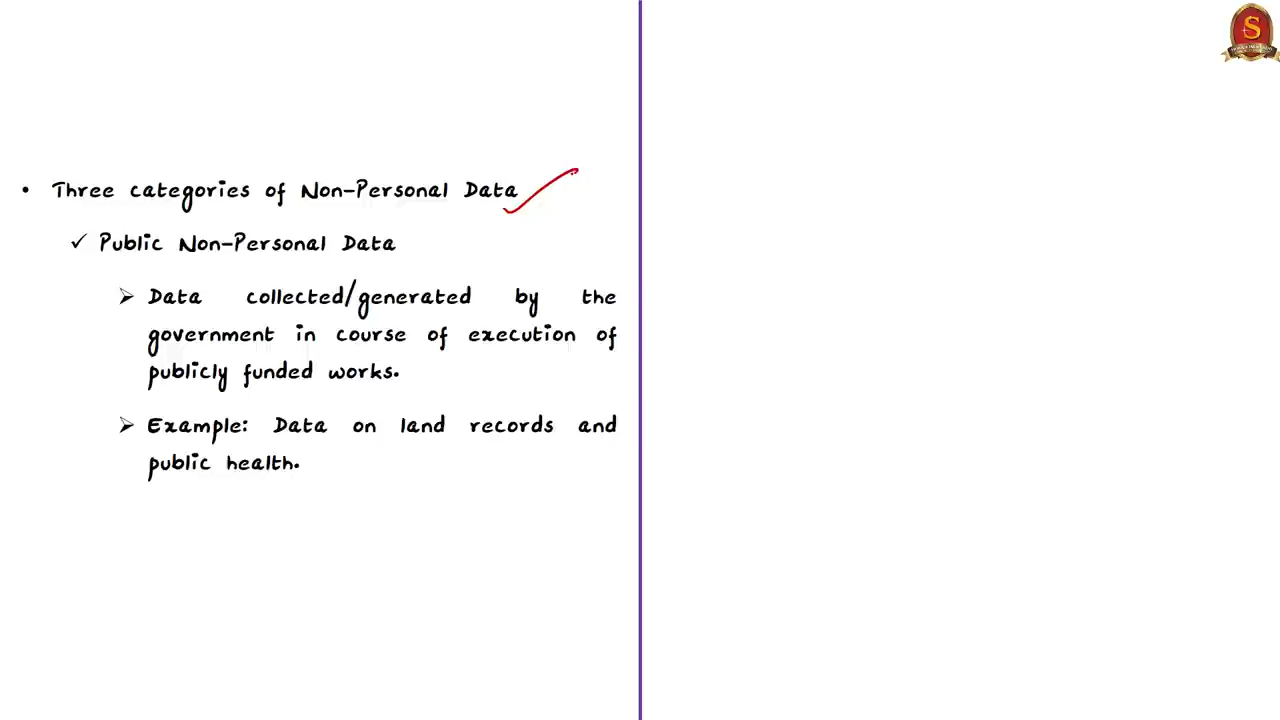 • Three categories of Non-Personal Data
✓ Public Non-Personal Data
➢ Data collected/generated by the
government in course of execution of
publicly funded works.
➢ Example: Data on land records and
public health.
S